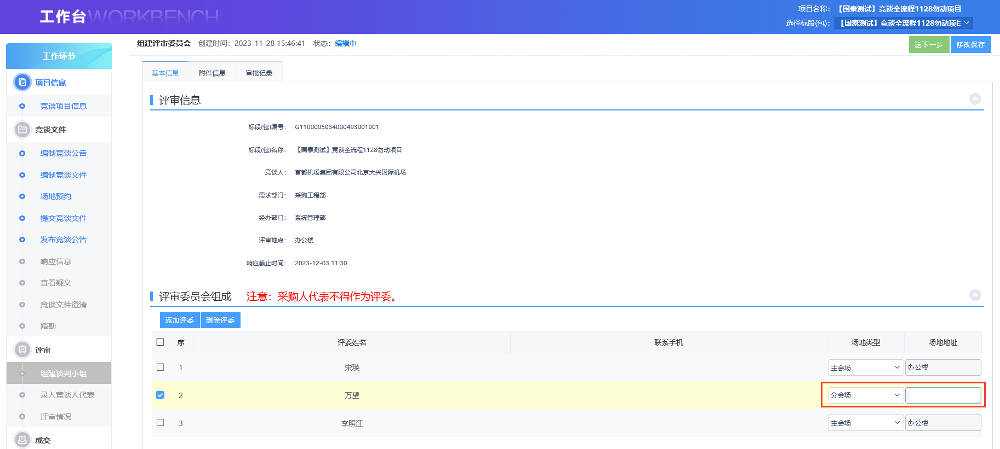 工作台WORKBENCH
项目名称： 【国泰测试】竞谈全流程1128勿动项目
选择标段(包)： 【国泰测试】竞谈全流程1128勿动项目
组建评审委员会 创建时间：2023-11-28 15:46:41 状态：编辑中
送下一步 修改保存
工作环节
项目信息
竞谈项目信息
竞谈文件
编制竞谈公告
编制竞谈文件
场地预约
提交竞谈文件
发布竞谈公告
响应信息
查看疑义
竞谈文件澄清
踏勘
评审
组建谈判小组
录入竞谈人代表
评审情况
成交
基本信息 附件信息 审批记录
评审信息
标段(包)编号： G1100005034000493001001
标段(包)名称： 【国泰测试】竞谈全流程1128勿动项目
竞谈人： 首都机场集团有限公司北京大兴国际机场
需求部门： 采购工程部
经办部门： 系统管理部
评审地点： 办公楼
响应截止时间： 2023-12-03 11:30
评审委员会组成 注意：采购人代表不得作为评委。
添加评委 删除评委
序 评委姓名 联系手机 场地类型 场地地址
1 宋瑛 主会场 办公楼
2 万望 分会场
3 李照江 主会场 办公楼